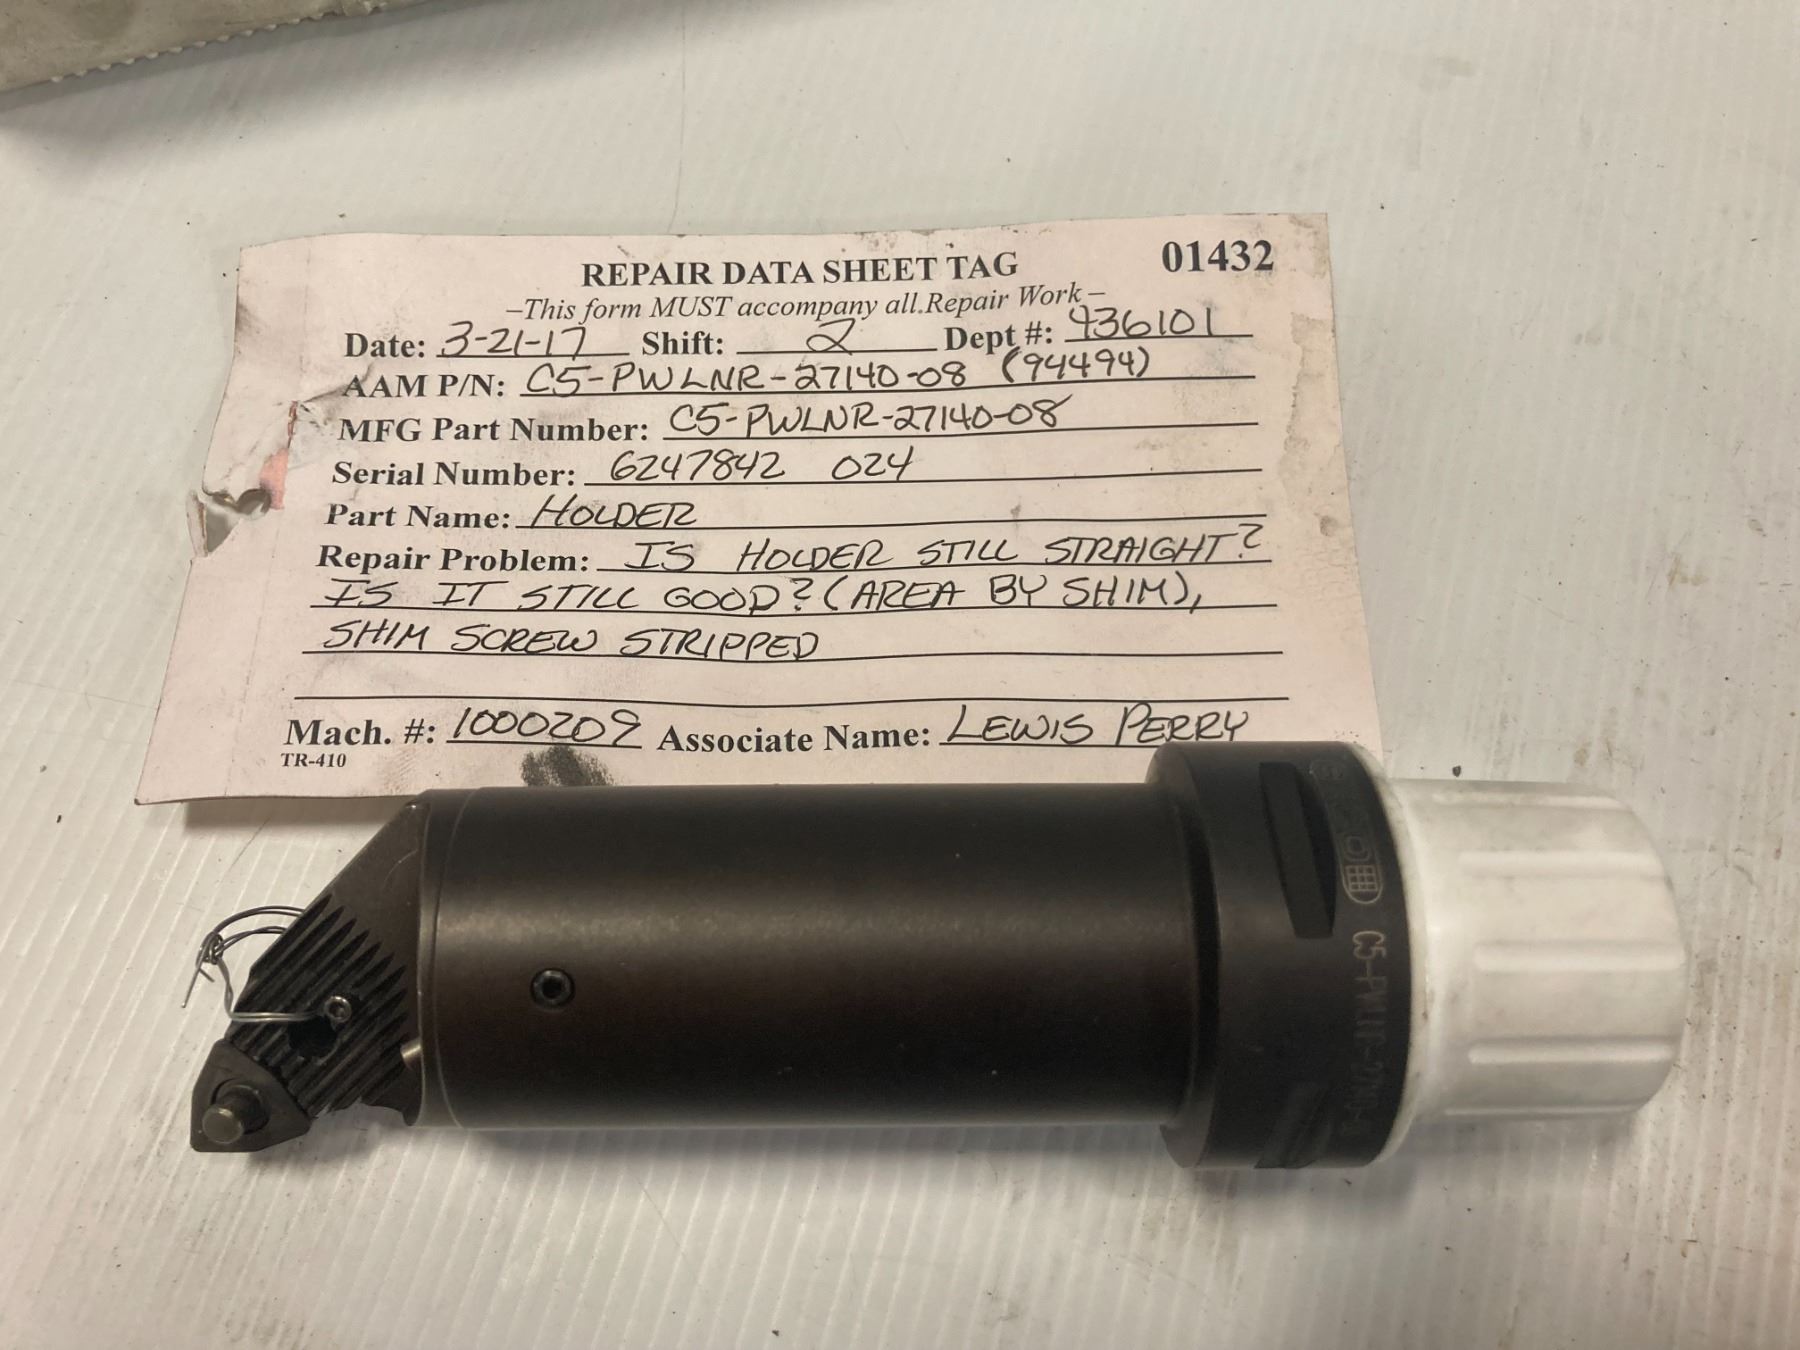 REPAIR DATA SHEET TAG 01432
–This form MUST accompany all Repair Work–
Date: 3-21-17 Shift: 2 Dept #: 436101
AAM P/N: C5-PWLNR-27140-08 (94494)
MFG Part Number: C5-PWLNR-27140-08
Serial Number: 6247842 024
Part Name: HOLDER
Repair Problem: IS HOLDER STILL STRAIGHT?
IS IT STILL GOOD? (AREA BY SHIM),
SHIM SCREW STRIPPED
Mach. #: 1000209 Associate Name: LEWIS PERRY
TR-410